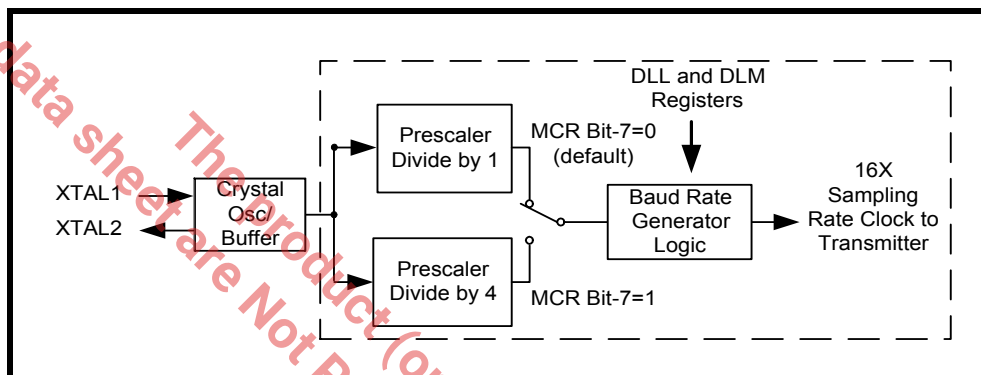 DLL and DLM
Registers
Prescaler
Divide by 1
MCR Bit-7=0
(default)
XTAL1
XTAL2
Crystal
Osc/
Buffer
Baud Rate
Generator
Logic
16X
Sampling
Rate Clock to
Transmitter
Prescaler
Divide by 4
MCR Bit-7=1
The product (or
data sheet are Not